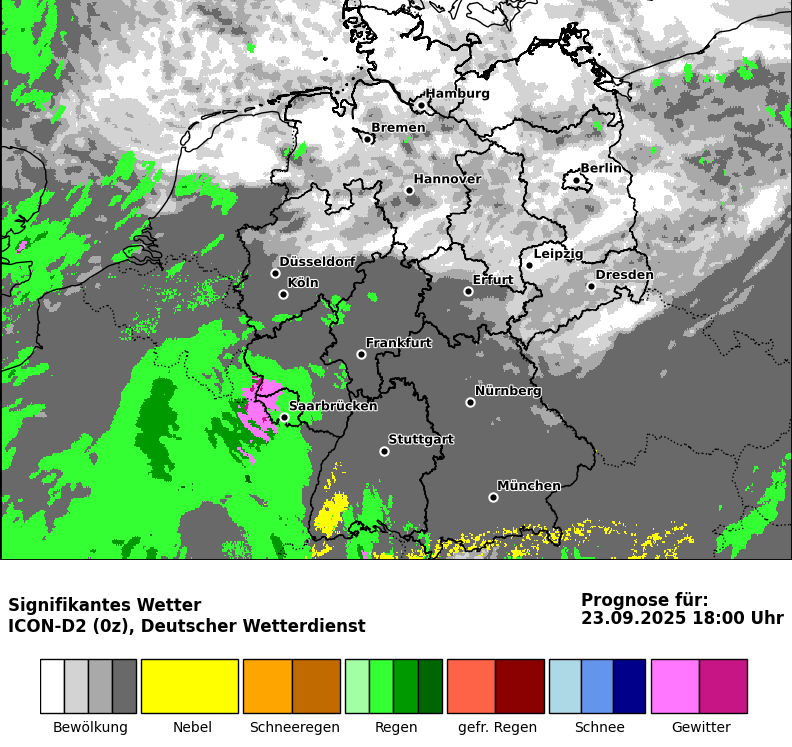 Hamburg
Bremen
Berlin
Hannover
Leipzig
Düsseldorf
Dresden
Köln
Erfurt
Frankfurt
Nürnberg
Saarbrücken
Stuttgart
München
Signifikantes Wetter
ICON-D2 (0z), Deutscher Wetterdienst
Prognose für:
23.09.2025 18:00 Uhr
Bewölkung
Nebel
Schneeregen
Regen
gefr. Regen
Schnee
Gewitter